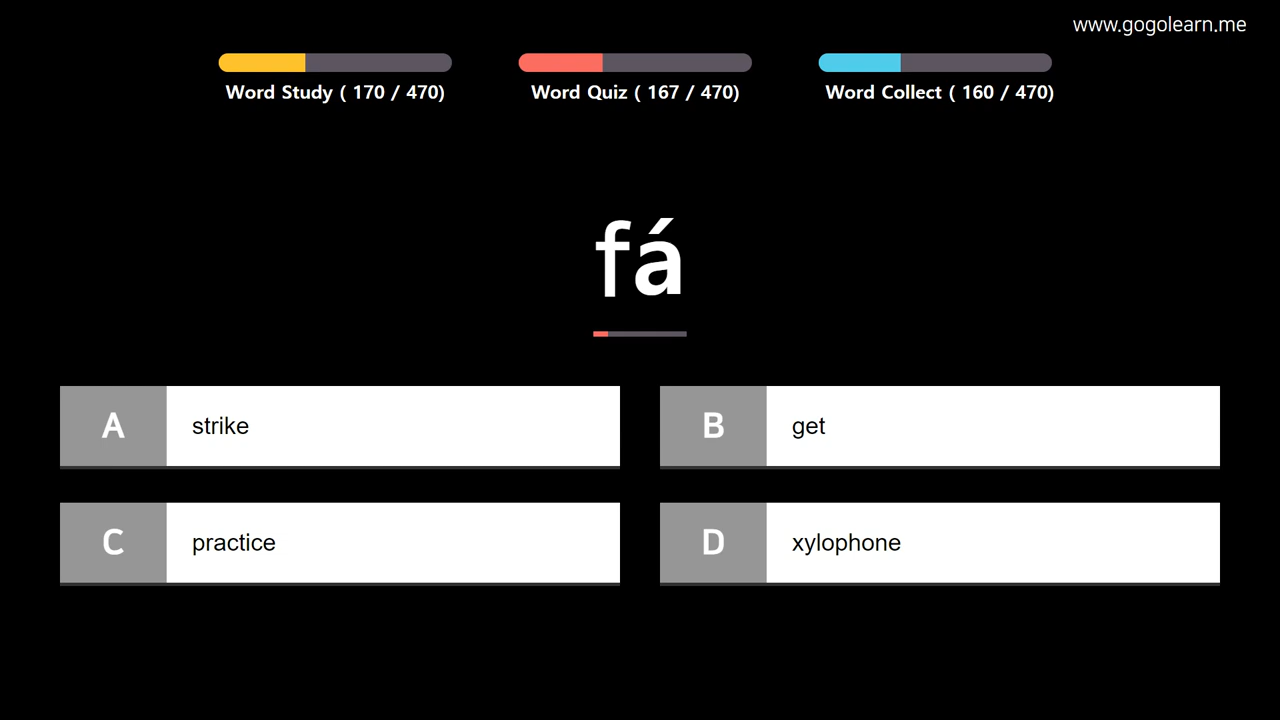 www.gogolearn.me
Word Study ( 170 / 470)
Word Quiz ( 167 / 470)
Word Collect ( 160 / 470)
fá
A strike
B get
C practice
D xylophone